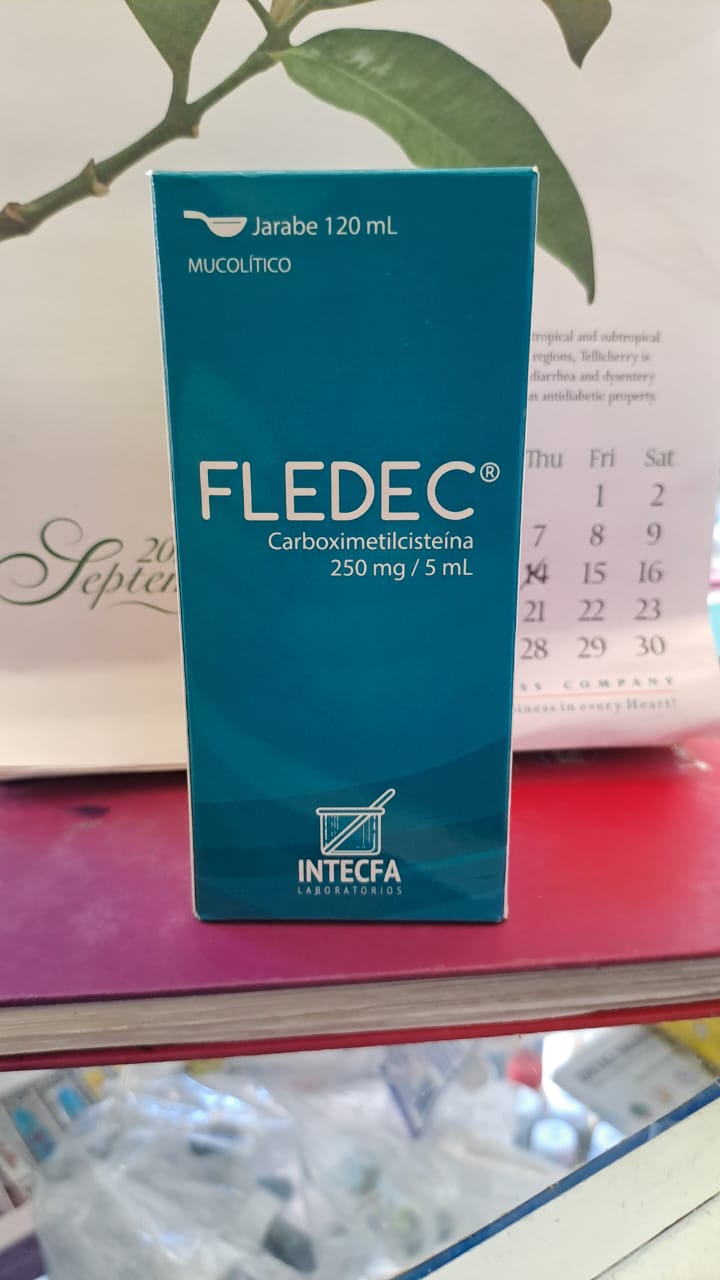 Jarabe 120 mL
MUCOLÍTICO
FLEDEC®
Carboximetilcisteína
250 mg / 5 mL
INTECFA
LABORATORIOS
tropical and subtropical
regions, Tellicherry is
diarrhea and dysentery
antidiabetic property.
Thu Fri Sat
1 2
7 8 9
14 15 16
21 22 23
28 29 30
COMPANY
in every Heart!